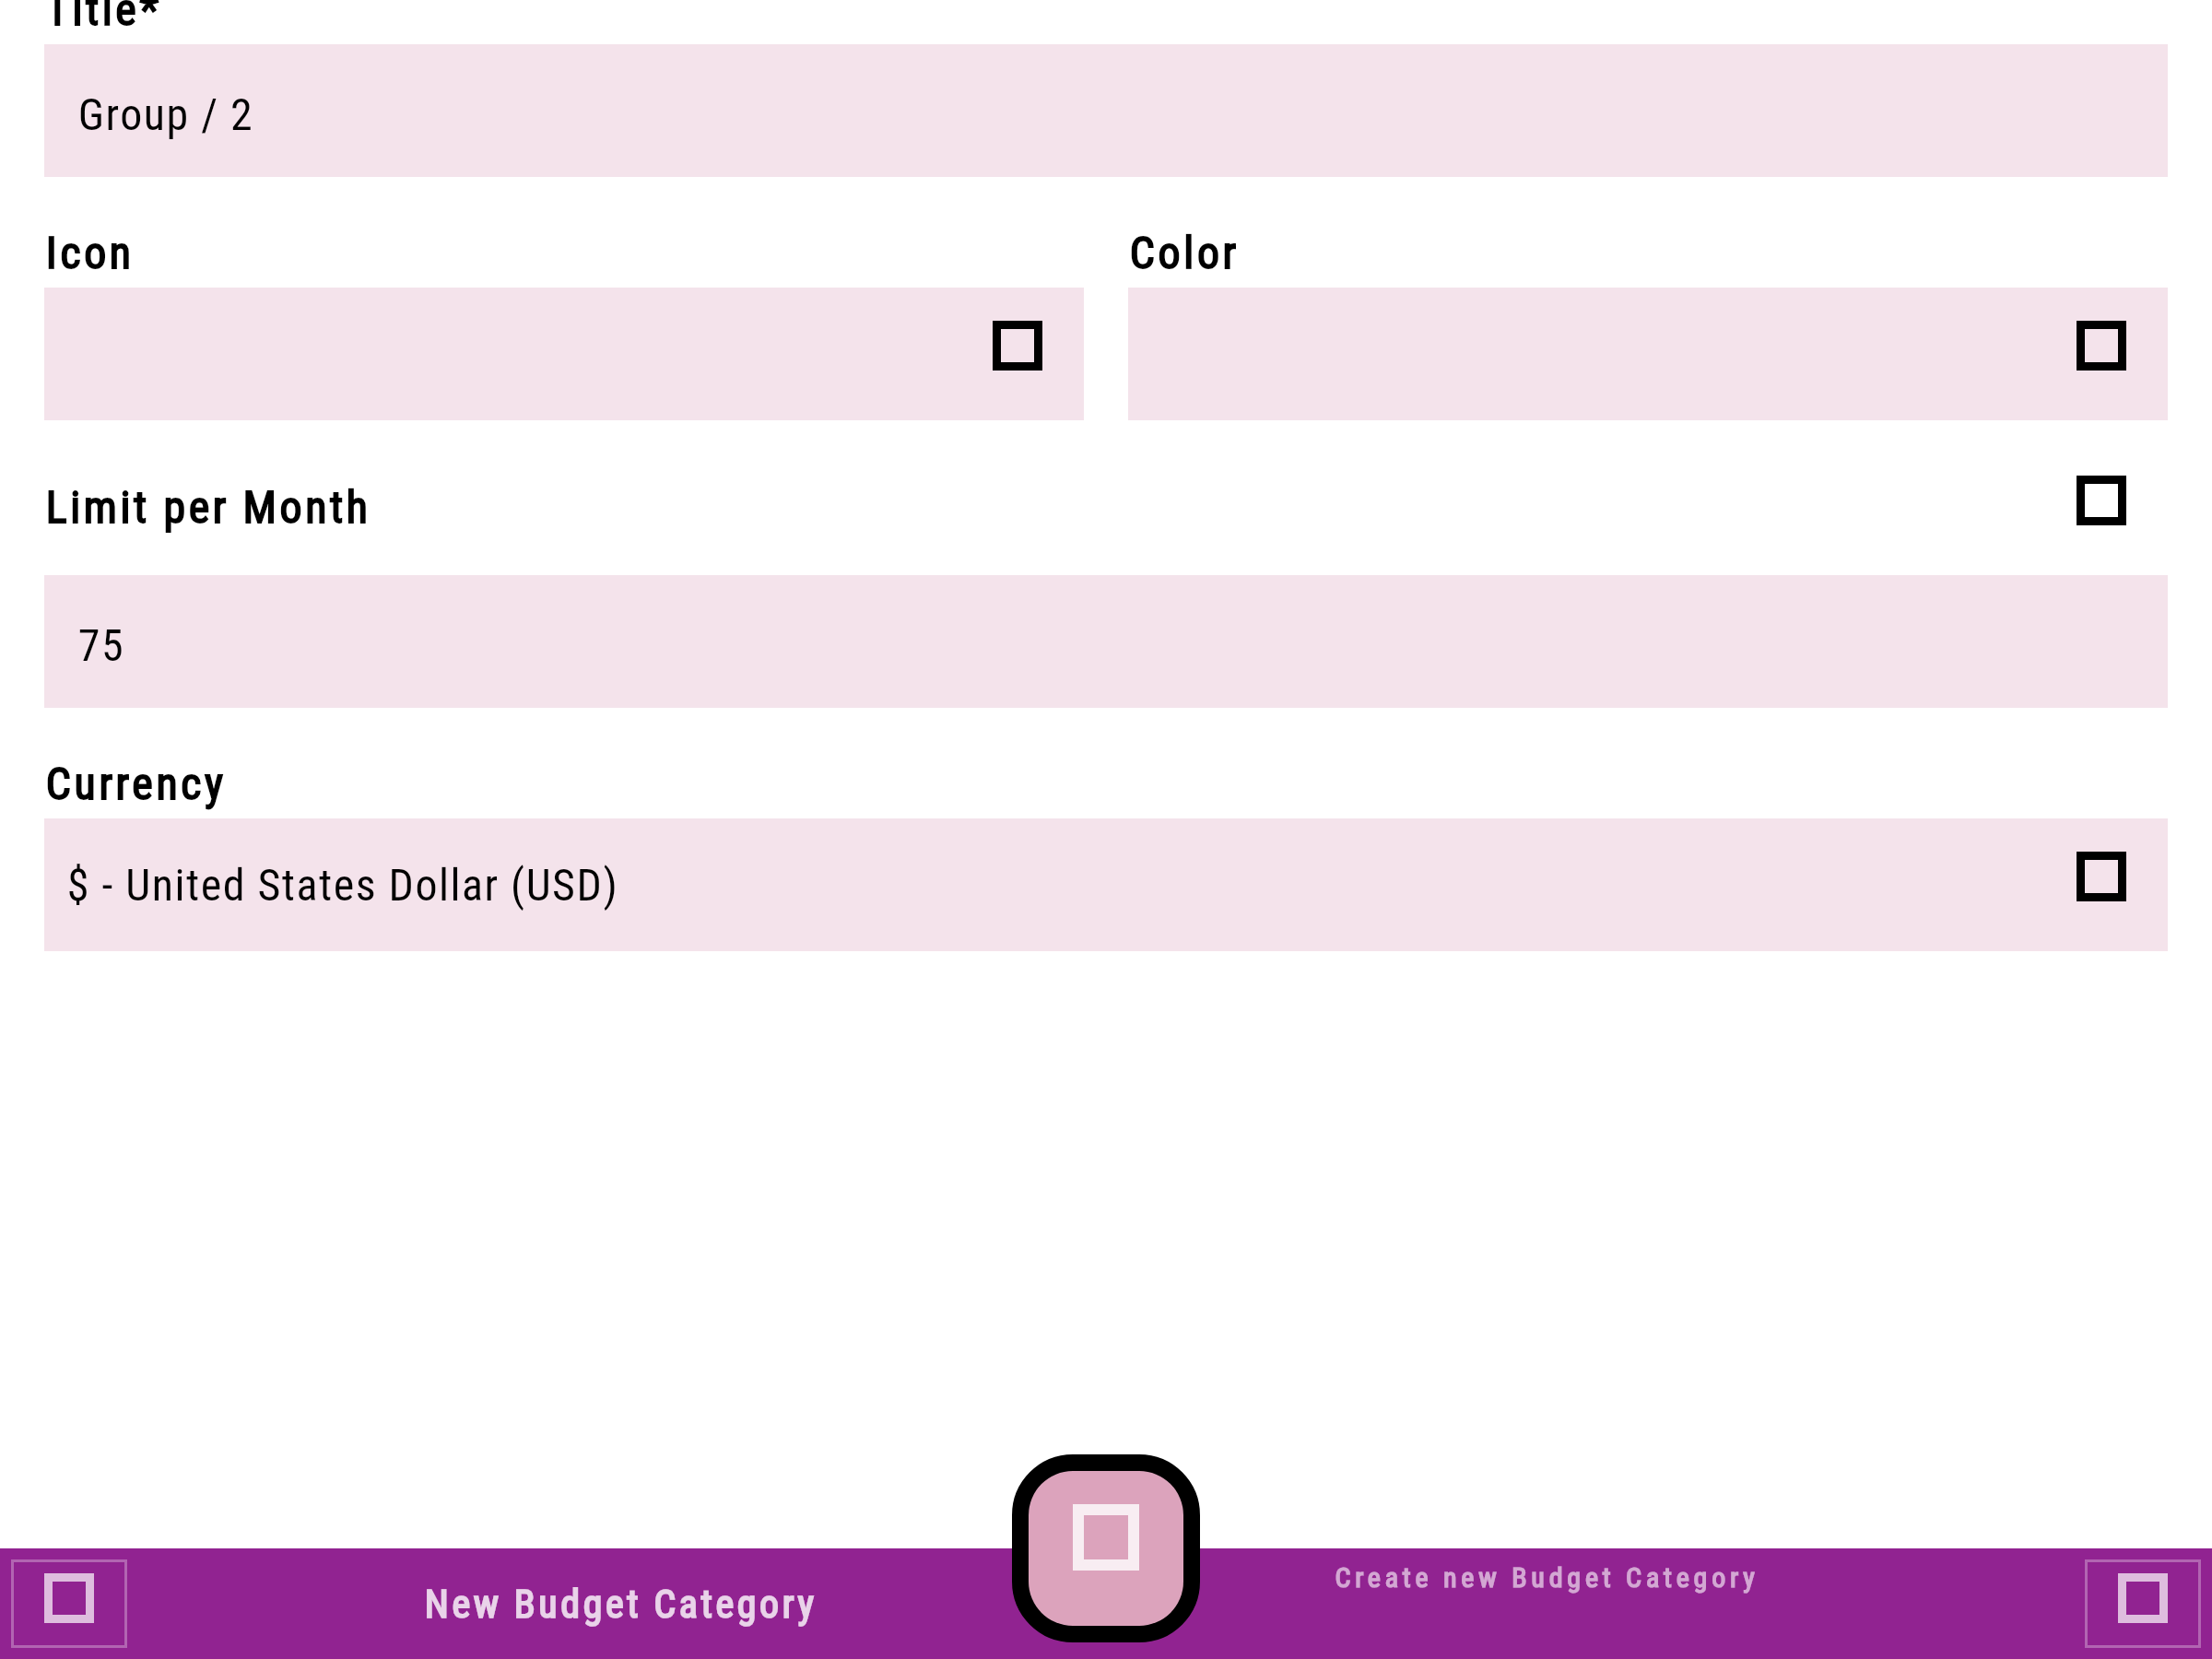 Title*
Group / 2
Icon
Color
Limit per Month
75
Currency
$ - United States Dollar (USD)
New Budget Category
Create new Budget Category